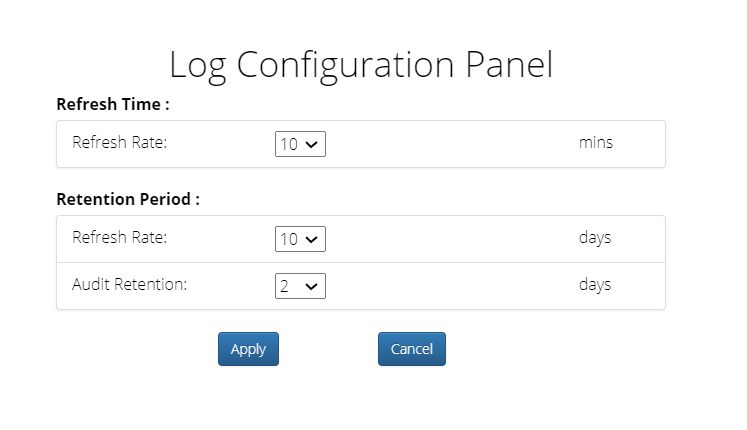 Log Configuration Panel
Refresh Time :
Refresh Rate: 10 mins
Retention Period :
Refresh Rate: 10 days
Audit Retention: 2 days
Apply Cancel